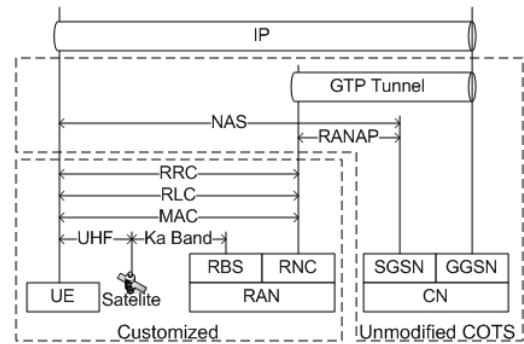 IP
GTP Tunnel
NAS
RANAP
RRC
RLC
MAC
UHF Ka Band
RBS RNC SGSN GGSN
UE Satelite RAN CN
Customized Unmodified COTS